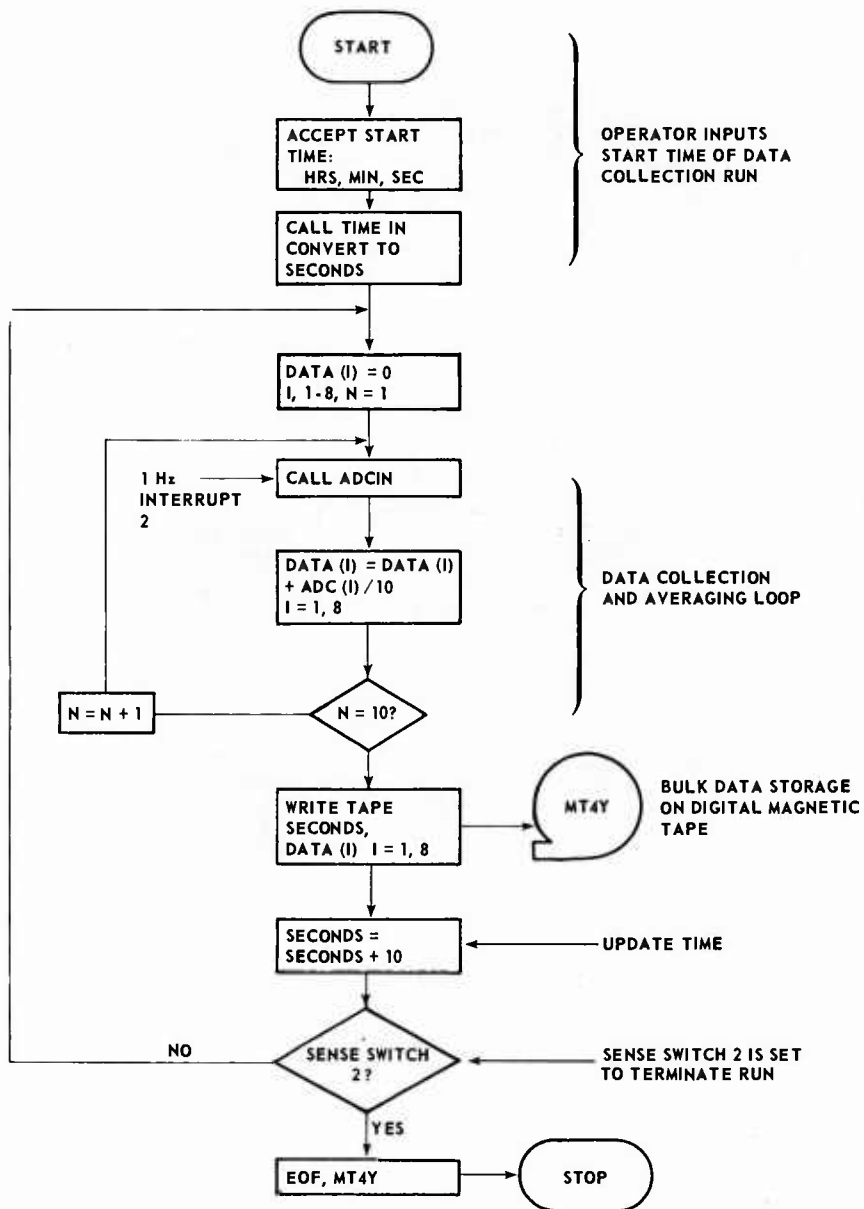 START
ACCEPT START
TIME:
HRS, MIN, SEC
OPERATOR INPUTS
START TIME OF DATA
COLLECTION RUN
CALL TIME IN
CONVERT TO
SECONDS
DATA (I) = 0
I, 1-8, N = 1
1 Hz
INTERRUPT
2
CALL ADCIN
DATA (I) = DATA (I)
+ ADC (I) / 10
I = 1, 8
DATA COLLECTION
AND AVERAGING LOOP
N = N + 1
N = 10?
WRITE TAPE
SECONDS,
DATA (I) I = 1, 8
MT4Y
BULK DATA STORAGE
ON DIGITAL MAGNETIC
TAPE
SECONDS =
SECONDS + 10
UPDATE TIME
NO
SENSE SWITCH
2?
SENSE SWITCH 2 IS SET
TO TERMINATE RUN
YES
EOF, MT4Y
STOP